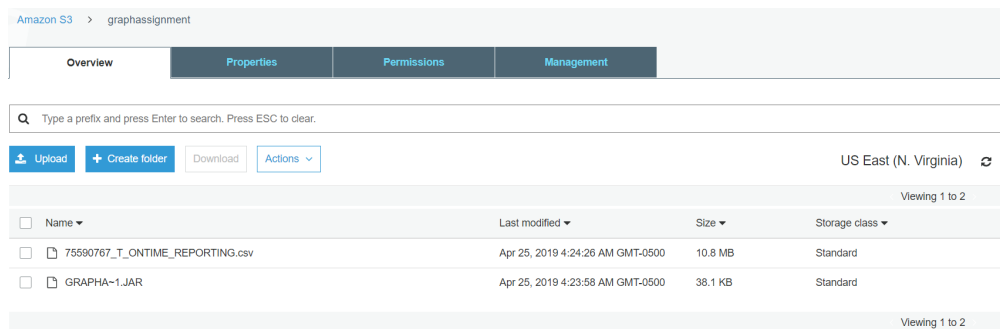 Amazon S3 > graphassignment
Overview Properties Permissions Management
Type a prefix and press Enter to search. Press ESC to clear.
Upload + Create folder Download Actions US East (N. Virginia)
Viewing 1 to 2
Name Last modified Size Storage class
75590767_T_ONTIME_REPORTING.csv Apr 25, 2019 4:24:26 AM GMT-0500 10.8 MB Standard
GRAPHA~1.JAR Apr 25, 2019 4:23:58 AM GMT-0500 38.1 KB Standard
Viewing 1 to 2